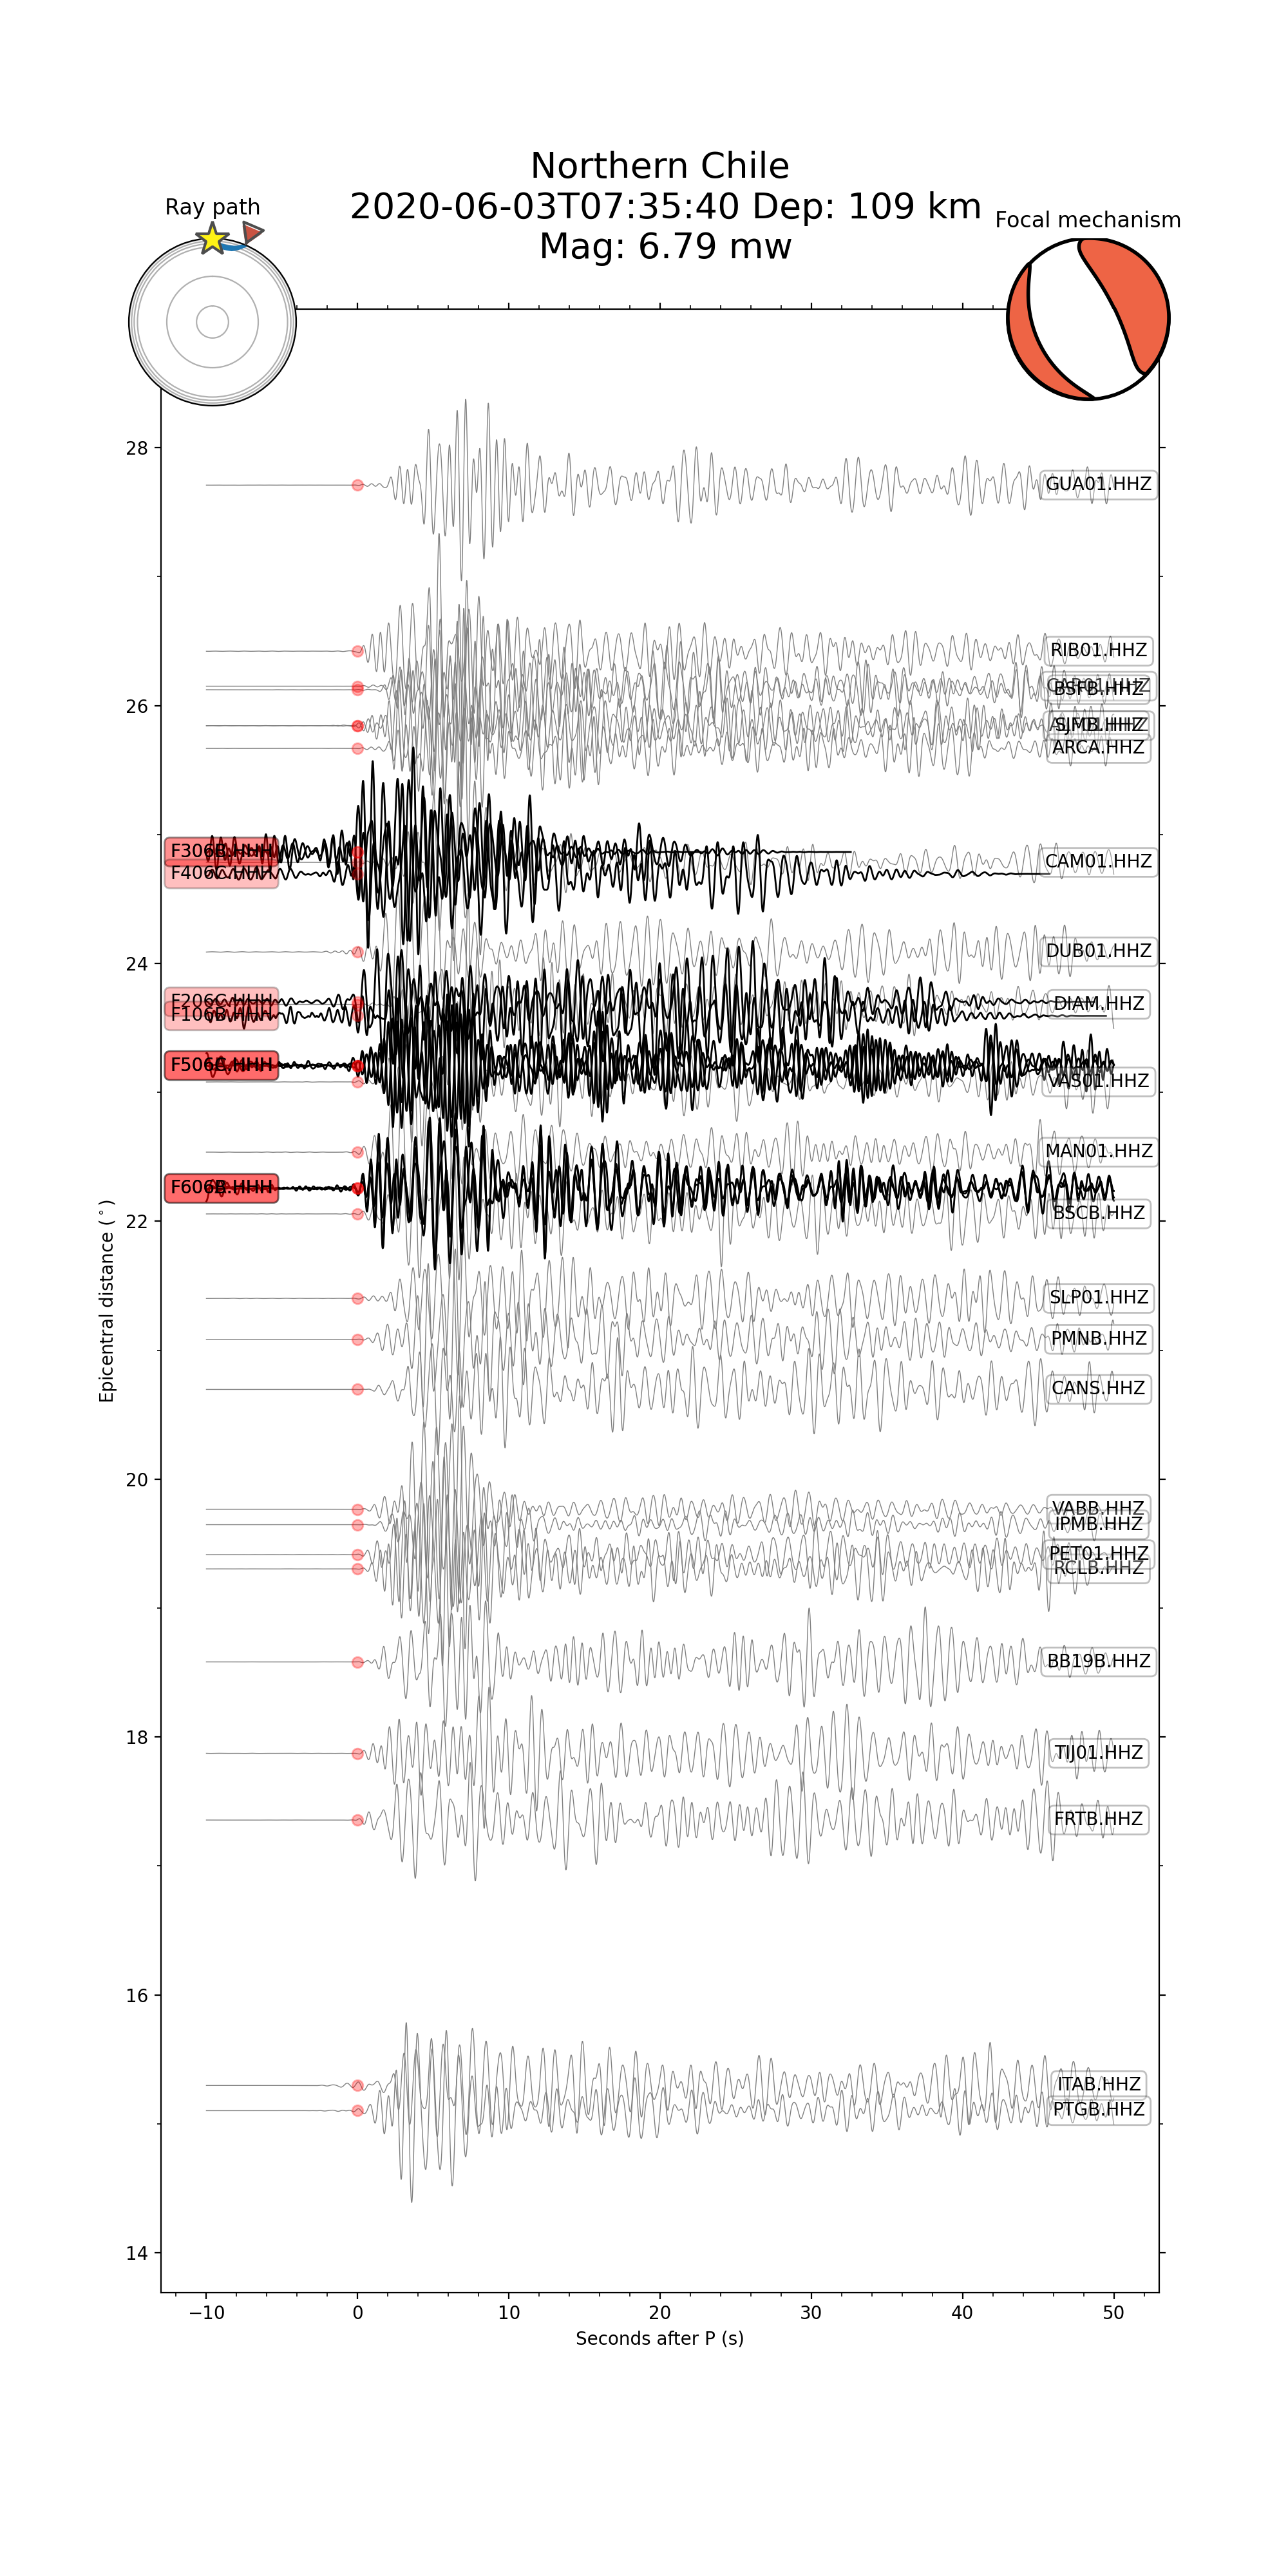 Northern Chile
2020-06-03T07:35:40 Dep: 109 km
Mag: 6.79 mw
Ray path
Focal mechanism
28
GUA01.HHZ
RIB01.HHZ
BSFB.HHZ
26
SJMB.HHZ
ARCA.HHZ
CAM01.HHZ
DUB01.HHZ
24
DIAM.HHZ
VAS01.HHZ
MAN01.HHZ
22
BSCB.HHZ
Epicentral distance (°)
SLP01.HHZ
PMNB.HHZ
CANS.HHZ
20
VABB.HHZ
IPMB.HHZ
PET01.HHZ
RCLB.HHZ
BB19B.HHZ
18
TIJ01.HHZ
FRTB.HHZ
16
ITAB.HHZ
PTGB.HHZ
14
−10 0 10 20 30 40 50
Seconds after P (s)